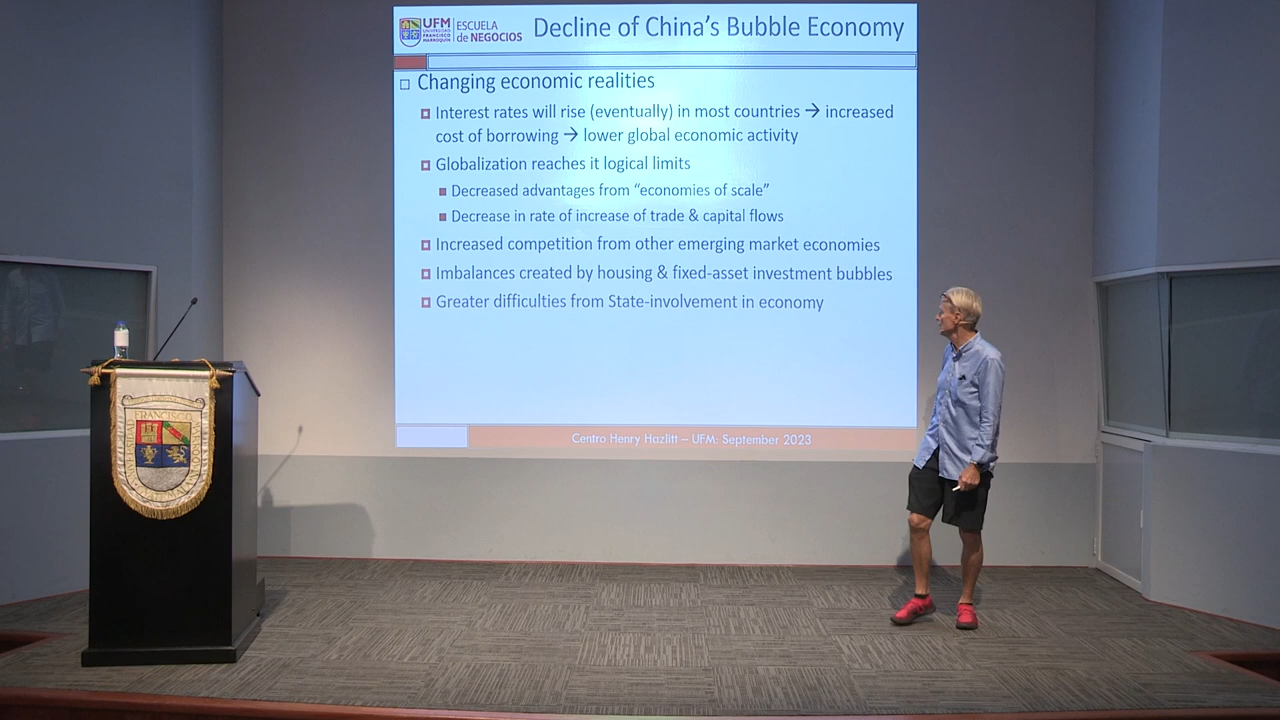 UFM
UNIVERSIDAD
FRANCISCO
MARROQUÍN
ESCUELA
de NEGOCIOS
Decline of China's Bubble Economy
Changing economic realities
Interest rates will rise (eventually) in most countries → increased
cost of borrowing → lower global economic activity
Globalization reaches it logical limits
Decreased advantages from "economies of scale"
Decrease in rate of increase of trade & capital flows
Increased competition from other emerging market economies
Imbalances created by housing & fixed-asset investment bubbles
Greater difficulties from State-involvement in economy
Centro Henry Hazlitt – UFM: September 2023
FRANCISCO